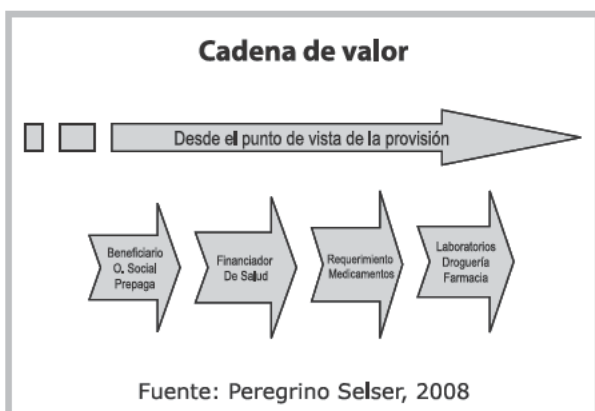 Cadena de valor
Desde el punto de vista de la provisión
Beneficiario
O. Social
Prepaga
Financiador
De Salud
Requerimiento
Medicamentos
Laboratorios
Droguería
Farmacia
Fuente: Peregrino Selser, 2008